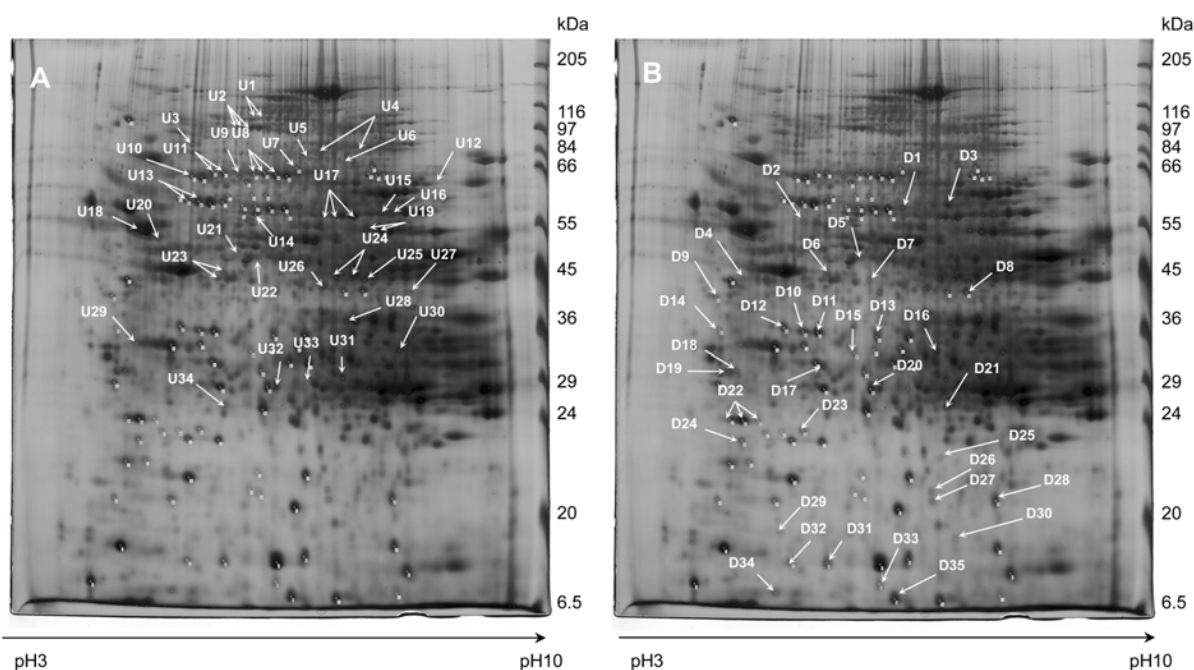 kDa
205
116
97
84
66
55
45
36
29
24
20
6.5
A
U1
U2
U4
U3
U9 U8
U5
U7
U6
U10
U11
U12
U13
U17
U15
U16
U18
U20
U19
U21
U14
U24
U23
U25
U27
U26
U22
U28
U29
U30
U32
U33
U31
U34
pH3
pH10
kDa
205
116
97
84
66
55
45
36
29
24
20
6.5
B
D1
D3
D2
D5
D4
D6
D7
D9
D8
D14
D12
D10
D11
D13
D15
D16
D18
D19
D20
D21
D17
D22
D23
D24
D25
D26
D27
D28
D29
D30
D32
D31
D33
D34
D35
pH3
pH10